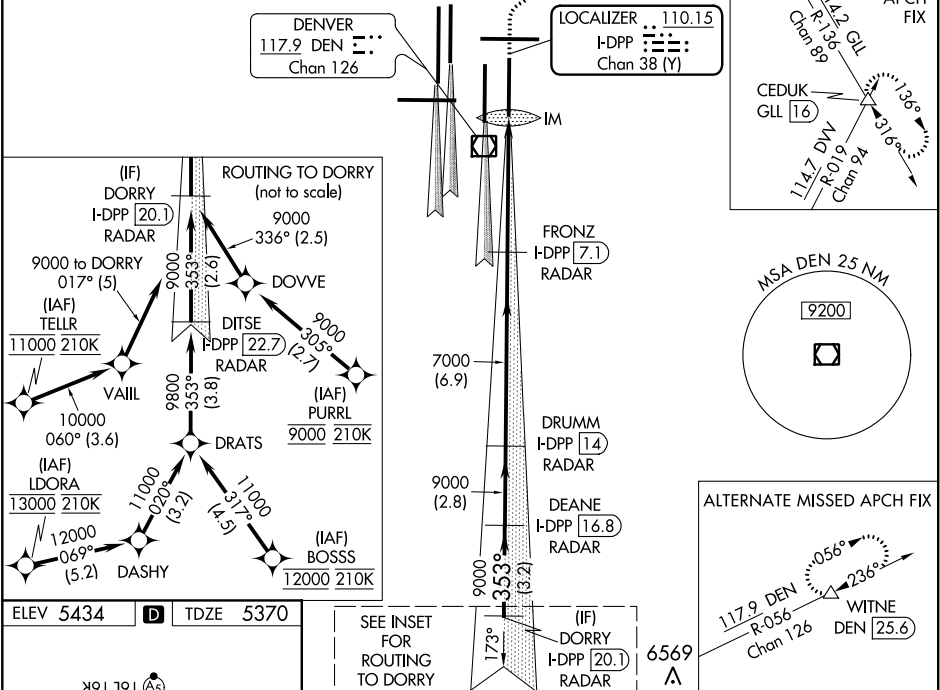 DENVER
117.9 DEN
Chan 126
LOCALIZER 110.15
I-DPP
Chan 38 (Y)
APCH
FIX
114.2 GLL
R-136
Chan 89
CEDUK
GLL 16
136°
316°
114.7 DVV
R-019
Chan 94
IM
(IF)
DORRY
I-DPP 20.1
RADAR
ROUTING TO DORRY
(not to scale)
9000
336° (2.5)
9000 to DORRY
017° (5)
9000
353°
(2.6)
DOVVE
(IAF)
TELLR
11000 210K
DITSE
I-DPP 22.7
RADAR
9000
305°
(2.7)
VAIIL
10000
060° (3.6)
9800
353°
(3.8)
(IAF)
PURRL
9000 210K
DRATS
(IAF)
LDORA
13000 210K
11000
020°
(3.2)
11000
317°
(4.5)
12000
069°
(5.2)
DASHY
(IAF)
BOSSS
12000 210K
FRONZ
I-DPP 7.1
RADAR
7000
(6.9)
DRUMM
I-DPP 14
RADAR
9000
(2.8)
DEANE
I-DPP 16.8
RADAR
9000
353°
(3.2)
173°
(IF)
DORRY
I-DPP 20.1
RADAR
SEE INSET
FOR
ROUTING
TO DORRY
6569
MSA DEN 25 NM
9200
ALTERNATE MISSED APCH FIX
056°
236°
117.9 DEN
R-056
Chan 126
WITNE
DEN 25.6
ELEV 5434 D TDZE 5370
16L 16R
A5